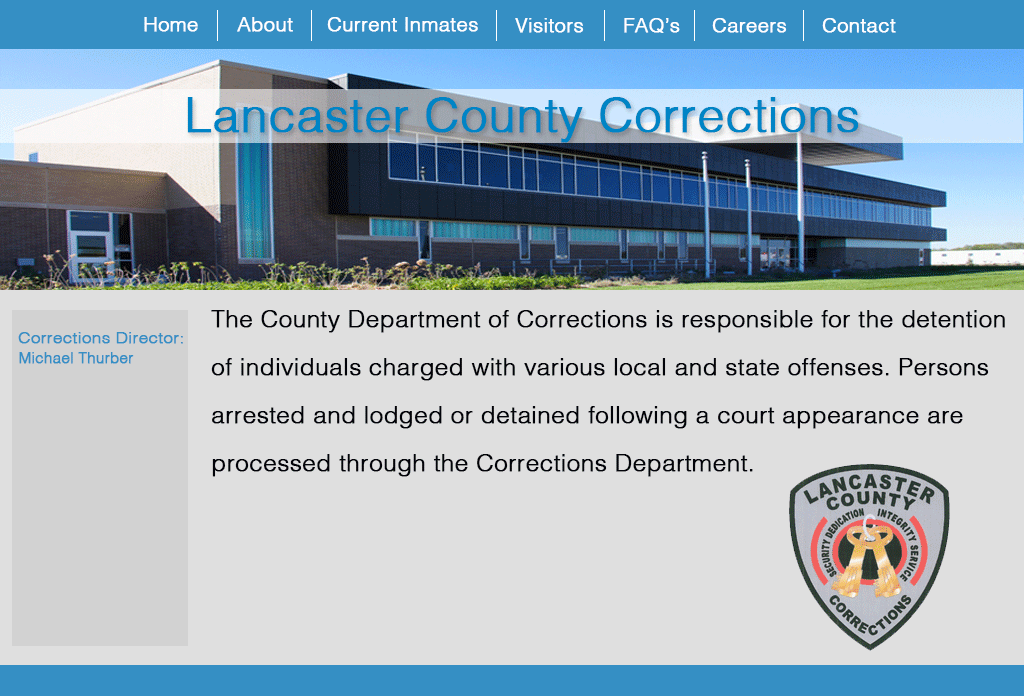 Home
About
Current Inmates
Visitors
FAQ's
Careers
Contact
Lancaster County Corrections
Corrections Director:
Michael Thurber
The County Department of Corrections is responsible for the detention
of individuals charged with various local and state offenses. Persons
arrested and lodged or detained following a court appearance are
processed through the Corrections Department.
LANCASTER
COUNTY
SECURITY DEDICATION INTEGRITY SERVICE
CORRECTIONS